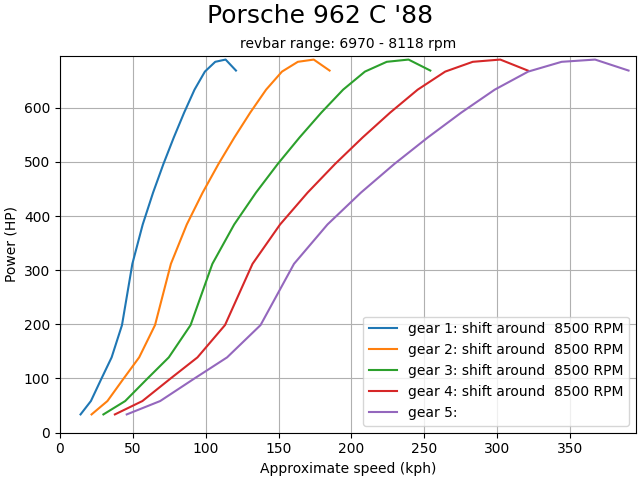 Porsche 962 C '88
revbar range: 6970 - 8118 rpm
Power (HP)
600
500
400
300
200
100
0
gear 1: shift around  8500 RPM
gear 2: shift around  8500 RPM
gear 3: shift around  8500 RPM
gear 4: shift around  8500 RPM
gear 5:
0 50 100 150 200 250 300 350
Approximate speed (kph)